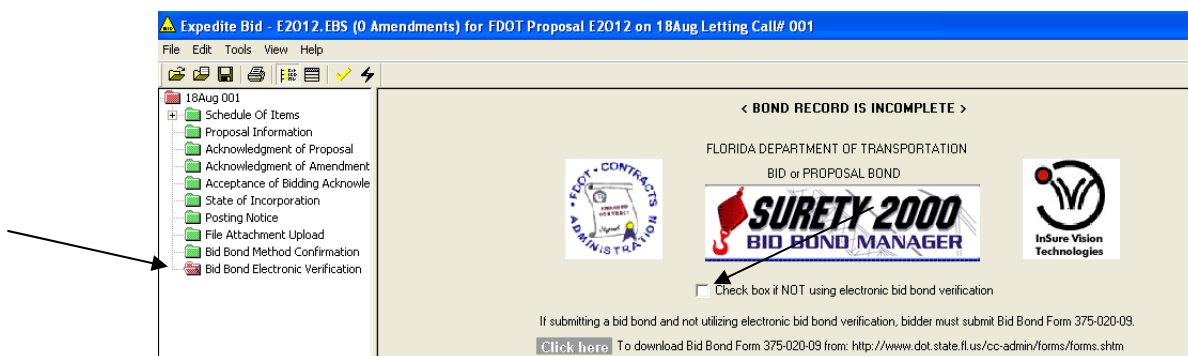 Expedite Bid - E2O12.EBS (0 Amendments) for FDOT Proposal E2O12 on 18Aug Letting Call# 001
File Edit Tools View Help
18Aug 001
Schedule Of Items
Proposal Information
Acknowledgment of Proposal
Acknowledgment of Amendment
Acceptance of Bidding Acknowle
State of Incorporation
Posting Notice
File Attachment Upload
Bid Bond Method Confirmation
Bid Bond Electronic Verification
< BOND RECORD IS INCOMPLETE >
FLORIDA DEPARTMENT OF TRANSPORTATION
BID or PROPOSAL BOND
FDOT • CONTRACTS
ADMINISTRATION
SURETY 2000
BID BOND MANAGER
InSure Vision
Technologies
Check box if NOT using electronic bid bond verification
If submitting a bid bond and not utilizing electronic bid bond verification, bidder must submit Bid Bond Form 375-020-09.
Click here To download Bid Bond Form 375-020-09 from: http://www.dot.state.fl.us/cc-admin/forms/forms.shtm